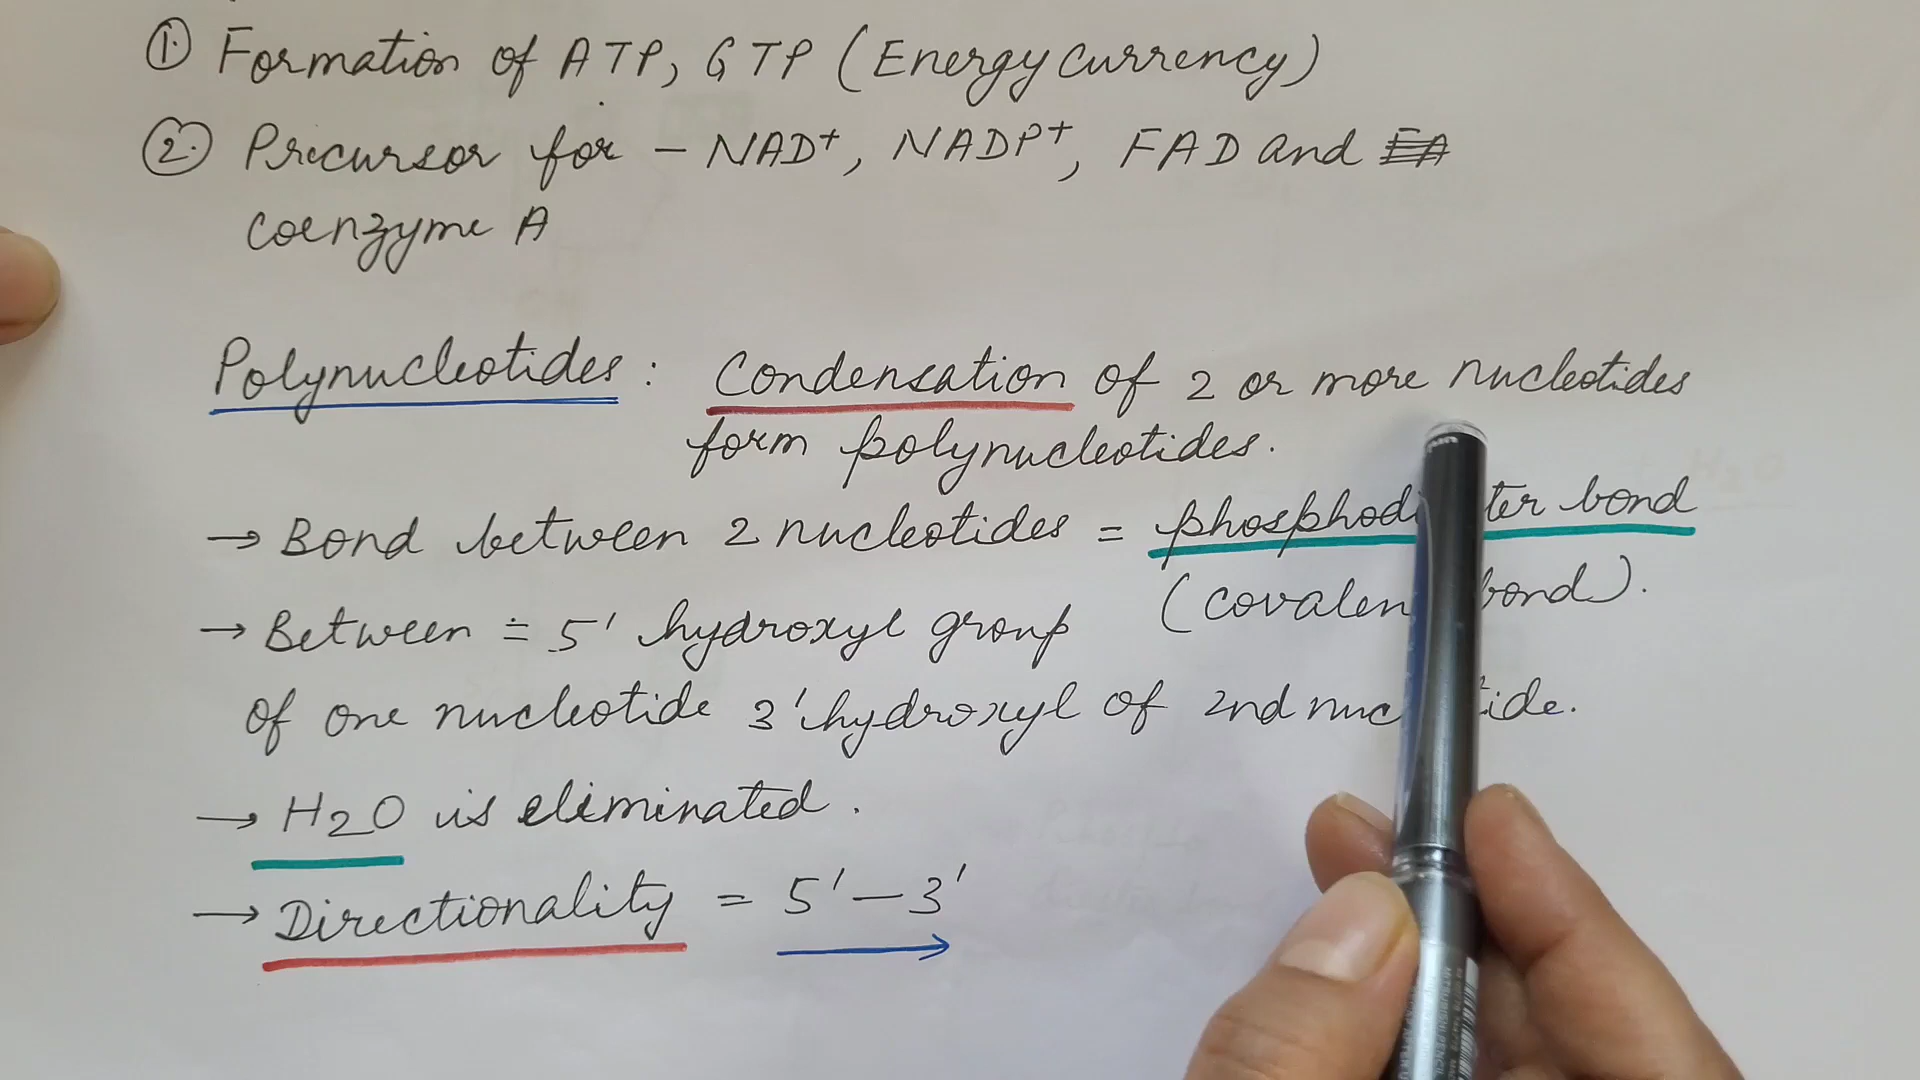 1. Formation of ATP, GTP (Energy currency)
2. Precursor for - NAD+, NADP+, FAD and
coenzyme A
Polynucleotides : Condensation of 2 or more nucleotides
form polynucleotides.
→ Bond between 2 nucleotides = bond
(covalen bond).
→ Between = 5' hydroxyl group
of one nucleotide 3' hydroxyl of 2nd
→ H2O is eliminated.
→ Directionality = 5' - 3'